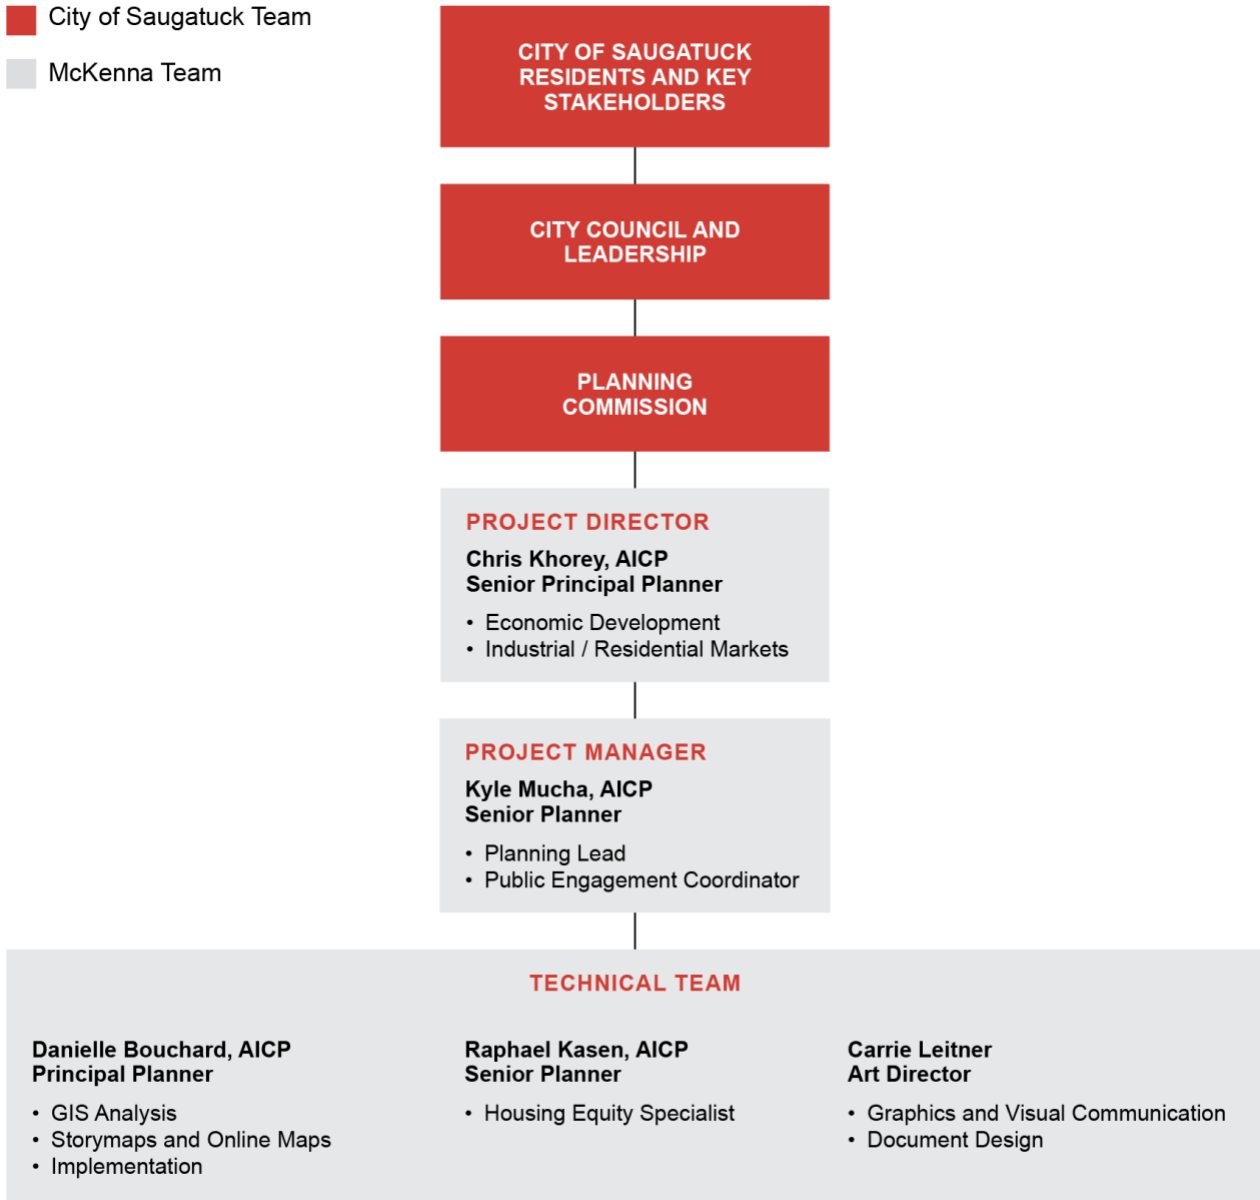 City of Saugatuck Team
McKenna Team
CITY OF SAUGATUCK
RESIDENTS AND KEY
STAKEHOLDERS
CITY COUNCIL AND
LEADERSHIP
PLANNING
COMMISSION
PROJECT DIRECTOR
Chris Khorey, AICP
Senior Principal Planner
• Economic Development
• Industrial / Residential Markets
PROJECT MANAGER
Kyle Mucha, AICP
Senior Planner
• Planning Lead
• Public Engagement Coordinator
TECHNICAL TEAM
Danielle Bouchard, AICP
Principal Planner
• GIS Analysis
• Storymaps and Online Maps
• Implementation
Raphael Kasen, AICP
Senior Planner
• Housing Equity Specialist
Carrie Leitner
Art Director
• Graphics and Visual Communication
• Document Design